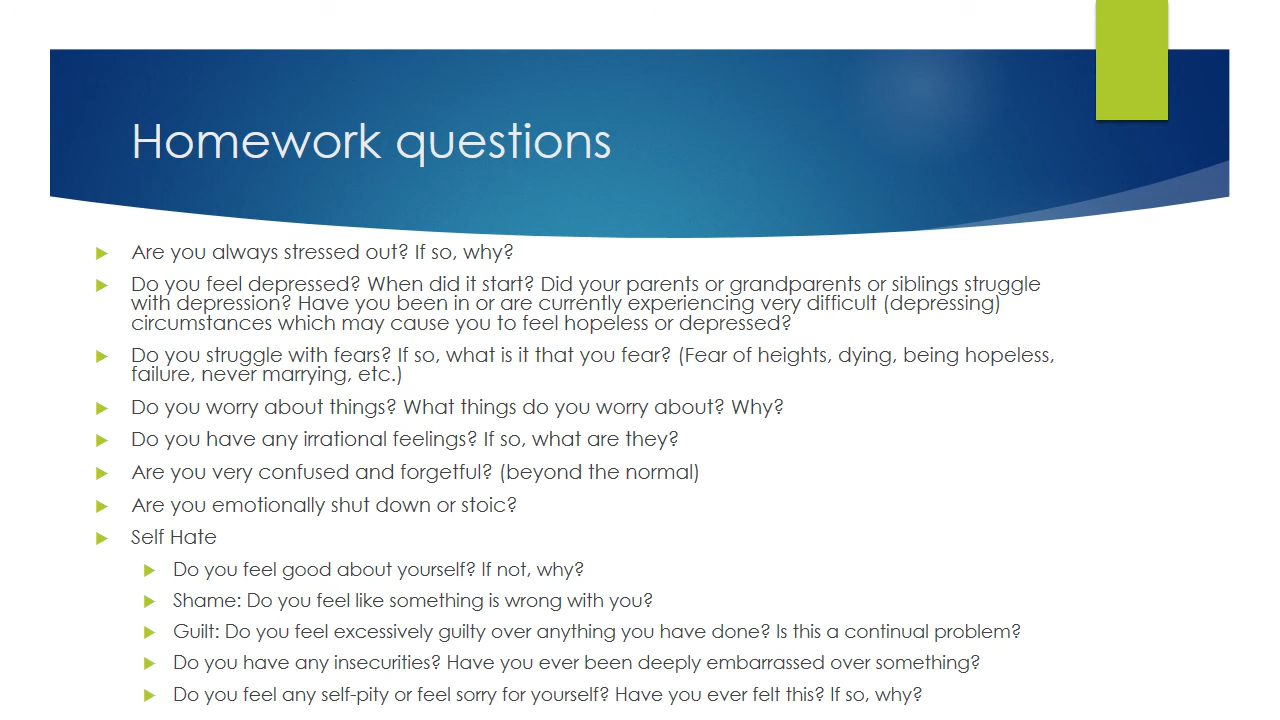 Homework questions
Are you always stressed out? If so, why?
Do you feel depressed? When did it start? Did your parents or grandparents or siblings struggle
with depression? Have you been in or are currently experiencing very difficult (depressing)
circumstances which may cause you to feel hopeless or depressed?
Do you struggle with fears? If so, what is it that you fear? (Fear of heights, dying, being hopeless,
failure, never marrying, etc.)
Do you worry about things? What things do you worry about? Why?
Do you have any irrational feelings? If so, what are they?
Are you very confused and forgetful? (beyond the normal)
Are you emotionally shut down or stoic?
Self Hate
Do you feel good about yourself? If not, why?
Shame: Do you feel like something is wrong with you?
Guilt: Do you feel excessively guilty over anything you have done? Is this a continual problem?
Do you have any insecurities? Have you ever been deeply embarrassed over something?
Do you feel any self-pity or feel sorry for yourself? Have you ever felt this? If so, why?